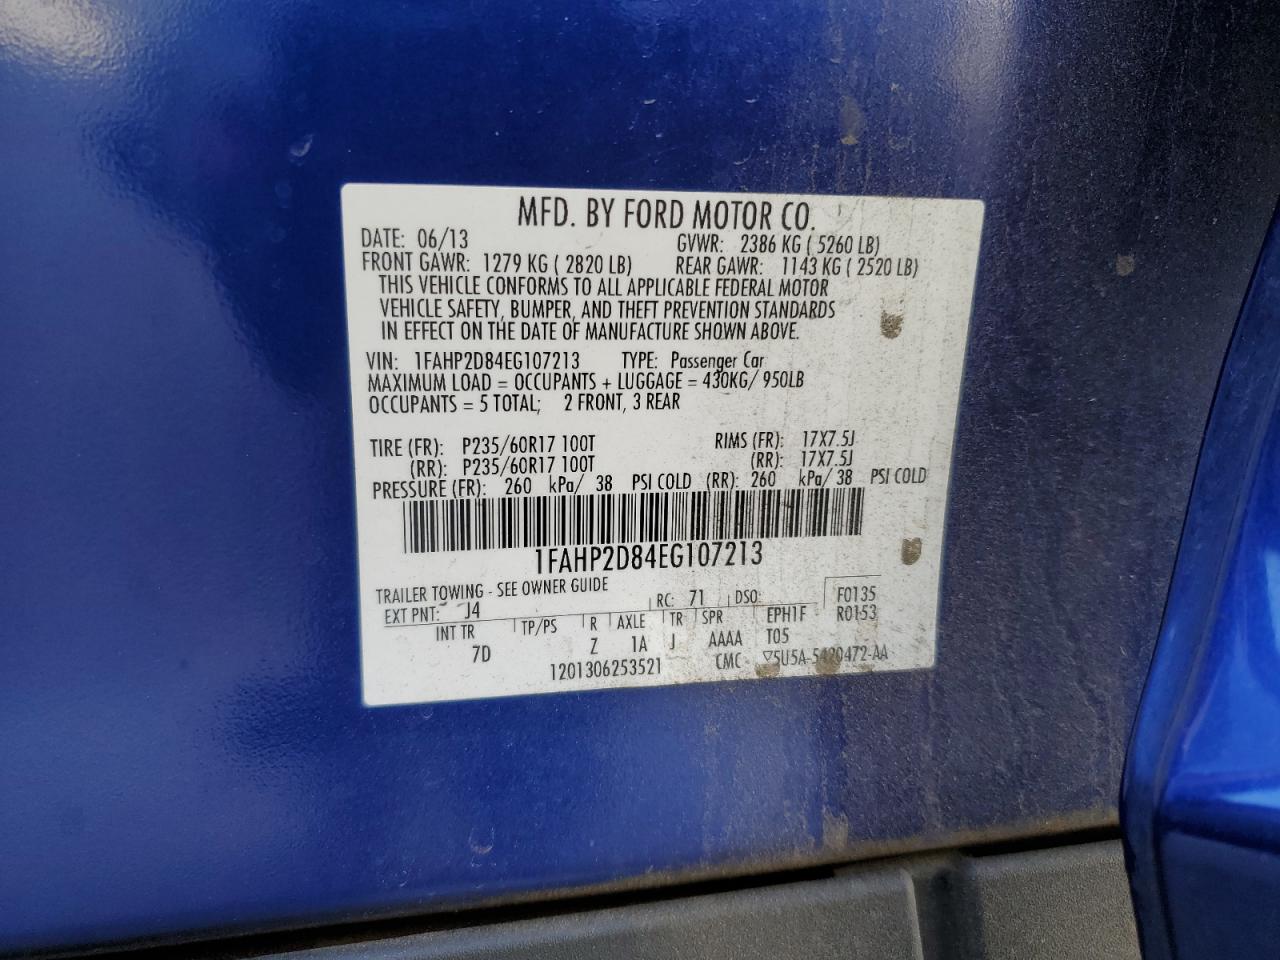 MFD. BY FORD MOTOR CO.
DATE: 06/13 GVWR: 2386 KG ( 5260 LB)
FRONT GAWR: 1279 KG ( 2820 LB) REAR GAWR: 1143 KG ( 2520 LB)
THIS VEHICLE CONFORMS TO ALL APPLICABLE FEDERAL MOTOR
VEHICLE SAFETY, BUMPER, AND THEFT PREVENTION STANDARDS
IN EFFECT ON THE DATE OF MANUFACTURE SHOWN ABOVE.
VIN: 1FAHP2D84EG107213 TYPE: Passenger Car
MAXIMUM LOAD = OCCUPANTS + LUGGAGE = 430KG/ 950LB
OCCUPANTS = 5 TOTAL; 2 FRONT, 3 REAR
TIRE (FR): P235/60R17 100T RIMS (FR): 17X7.5J
(RR): P235/60R17 100T (RR): 17X7.5J
PRESSURE (FR): 260 kPa/ 38 PSI COLD (RR): 260 kPa/ 38 PSI COLD
1FAHP2D84EG107213
TRAILER TOWING - SEE OWNER GUIDE
EXT PNT: J4 RC: 71 DSO: F0135
INT TR TP/PS R AXLE TR SPR EPH1F R0153
7D Z 1A J AAAA T05
1201306253521 CMC ▽5U5A-5420472-AA